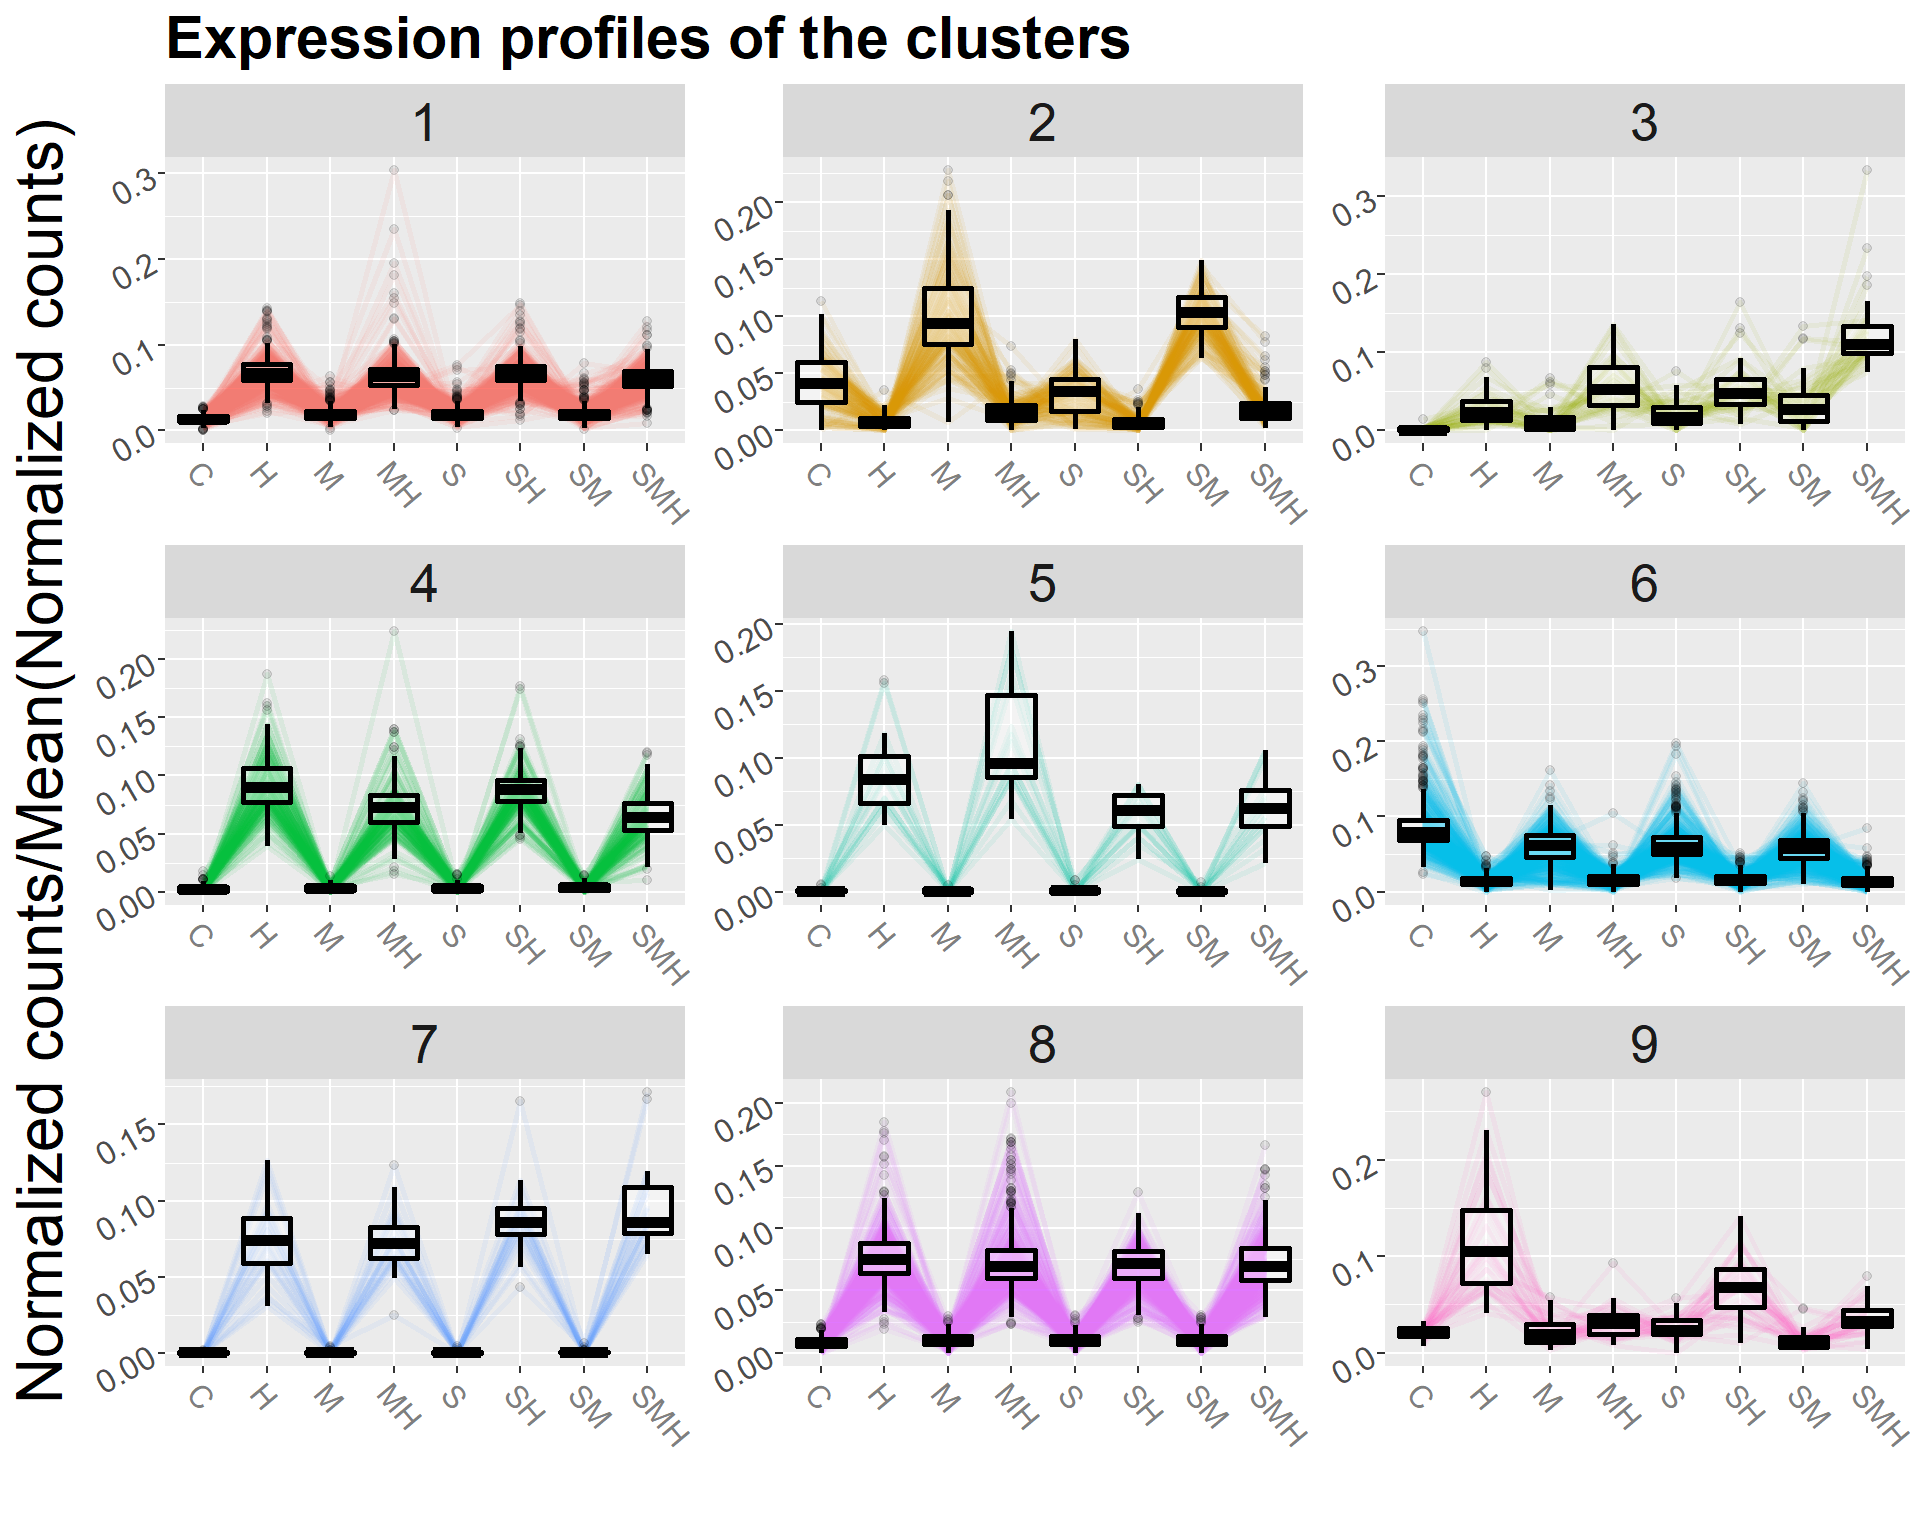 Expression profiles of the clusters
Normalized counts/Mean(Normalized counts)
1 2 3
0.3 0.2 0.1 0.0
0.20 0.15 0.10 0.05 0.00
0.3 0.2 0.1 0.0
C H M MH S SH SM SMH
C H M MH S SH SM SMH
C H M MH S SH SM SMH
4 5 6
0.20 0.15 0.10 0.05 0.00
0.20 0.15 0.10 0.05 0.00
0.3 0.2 0.1 0.0
C H M MH S SH SM SMH
C H M MH S SH SM SMH
C H M MH S SH SM SMH
7 8 9
0.15 0.10 0.05 0.00
0.20 0.15 0.10 0.05 0.00
0.2 0.1 0.0
C H M MH S SH SM SMH
C H M MH S SH SM SMH
C H M MH S SH SM SMH